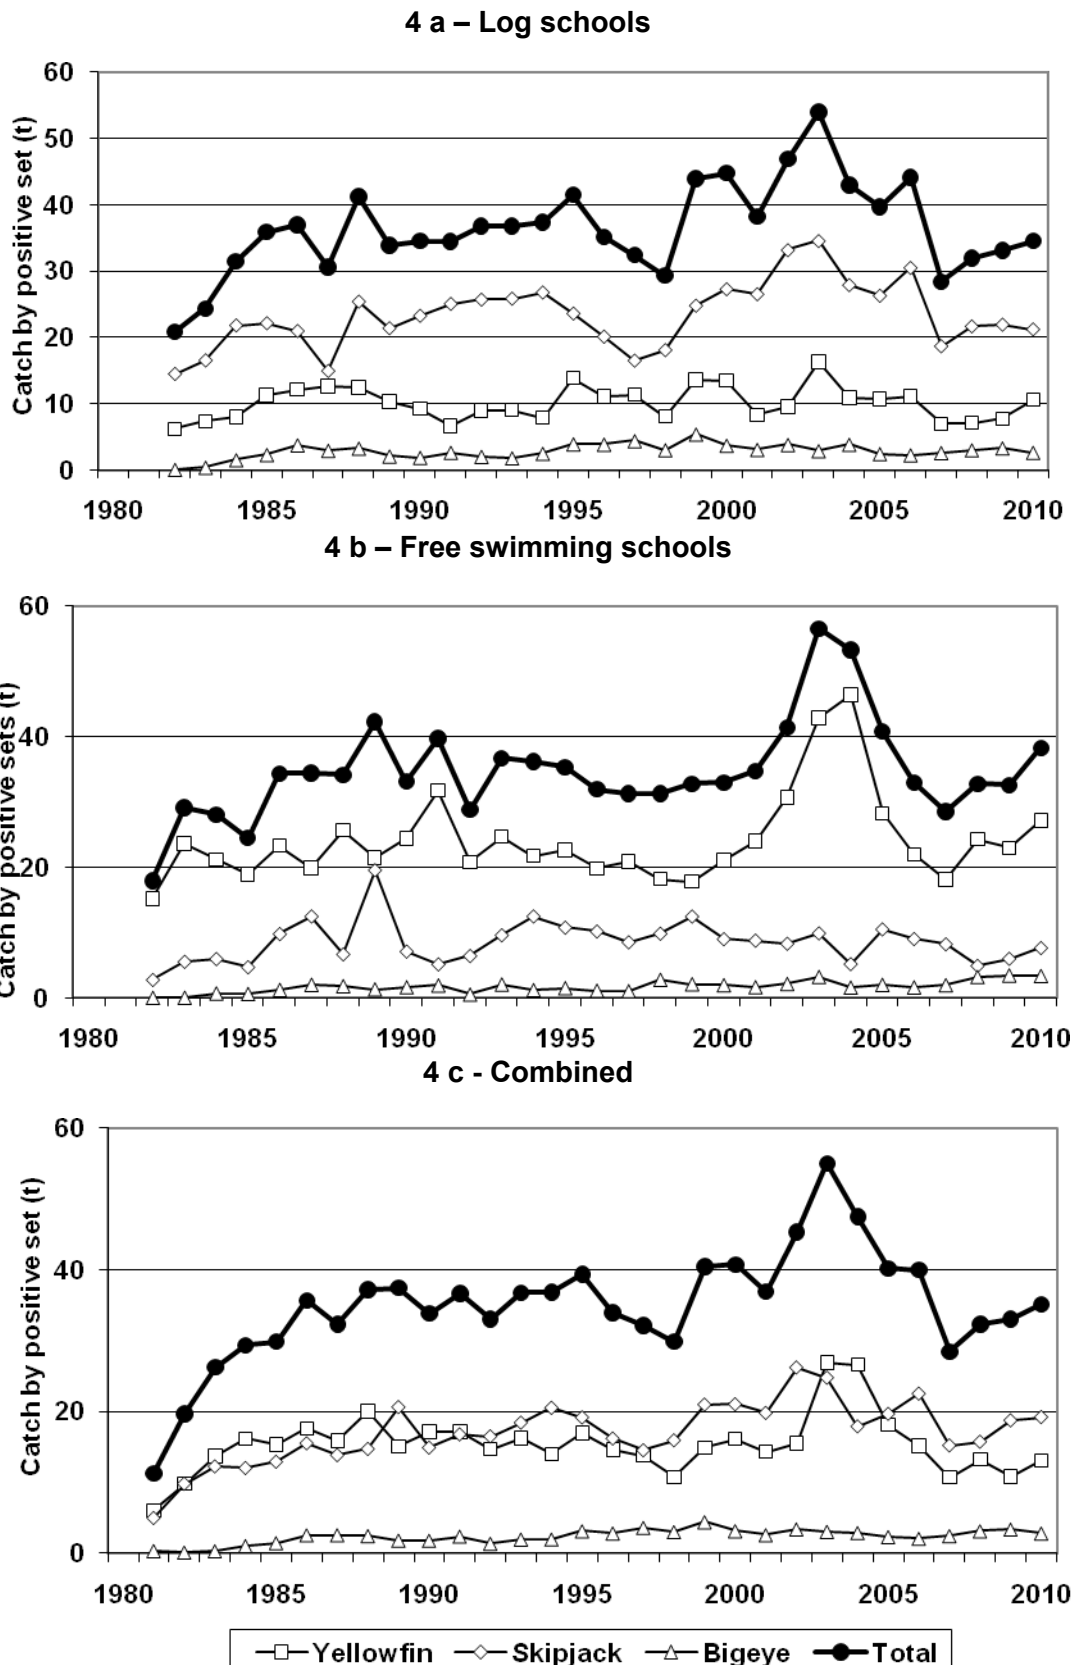 4 a – Log schools
Catch by positive set (t)
60
50
40
30
20
10
0
1980 1985 1990 1995 2000 2005 2010
4 b – Free swimming schools
Catch by positive sets (t)
60
40
20
0
1980 1985 1990 1995 2000 2005 2010
4 c - Combined
Catch by positive set (t)
60
40
20
0
1980 1985 1990 1995 2000 2005 2010
Yellowfin Skipjack Bigeye Total